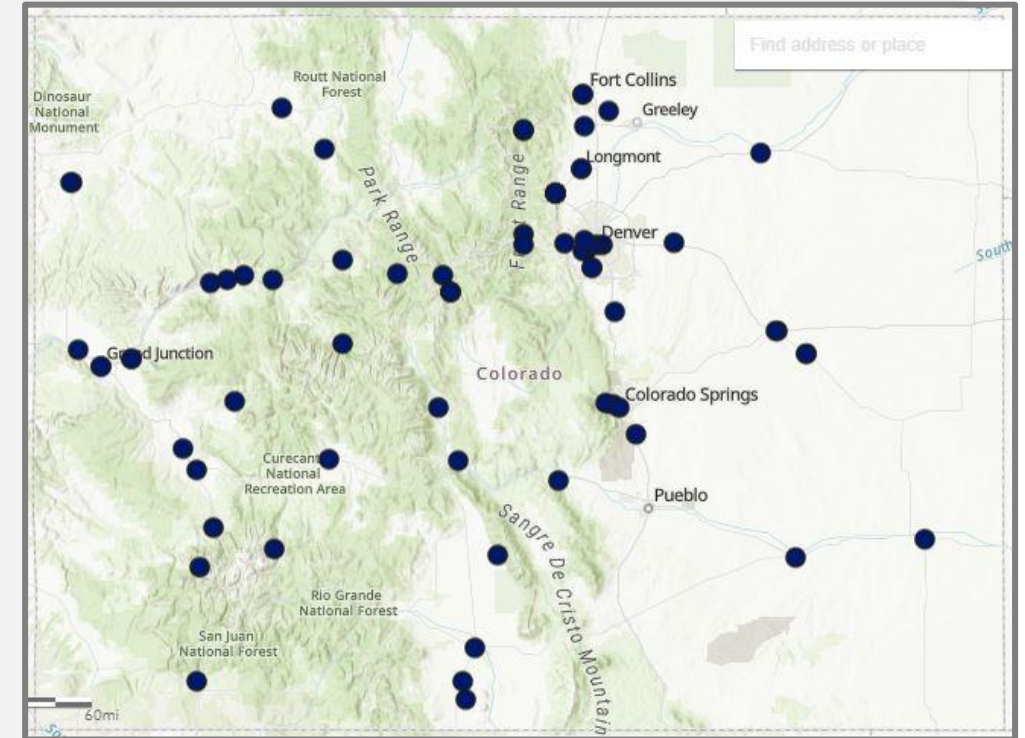 Find address or place
Routt National
Forest
Fort Collins
Dinosaur
National
Monument
Greeley
Longmont
Park Range
Range
Denver
South
Grand Junction
Colorado
Colorado Springs
Curecant
National
Recreation Area
Pueblo
Sangre De Cristo Mountain
Rio Grande
National Forest
San Juan
National Forest
60mi